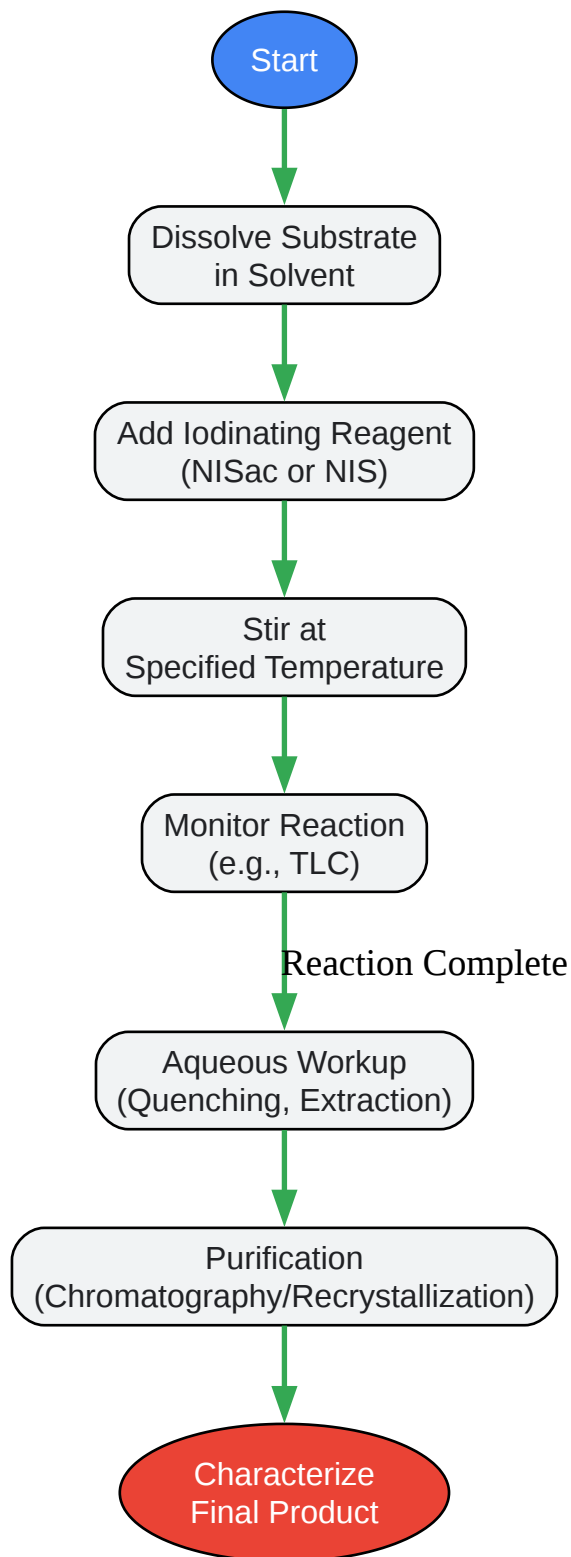 Start
Dissolve Substrate
in Solvent
Add Iodinating Reagent
(NISac or NIS)
Stir at
Specified Temperature
Monitor Reaction
(e.g., TLC)
Reaction Complete
Aqueous Workup
(Quenching, Extraction)
Purification
(Chromatography/Recrystallization)
Characterize
Final Product